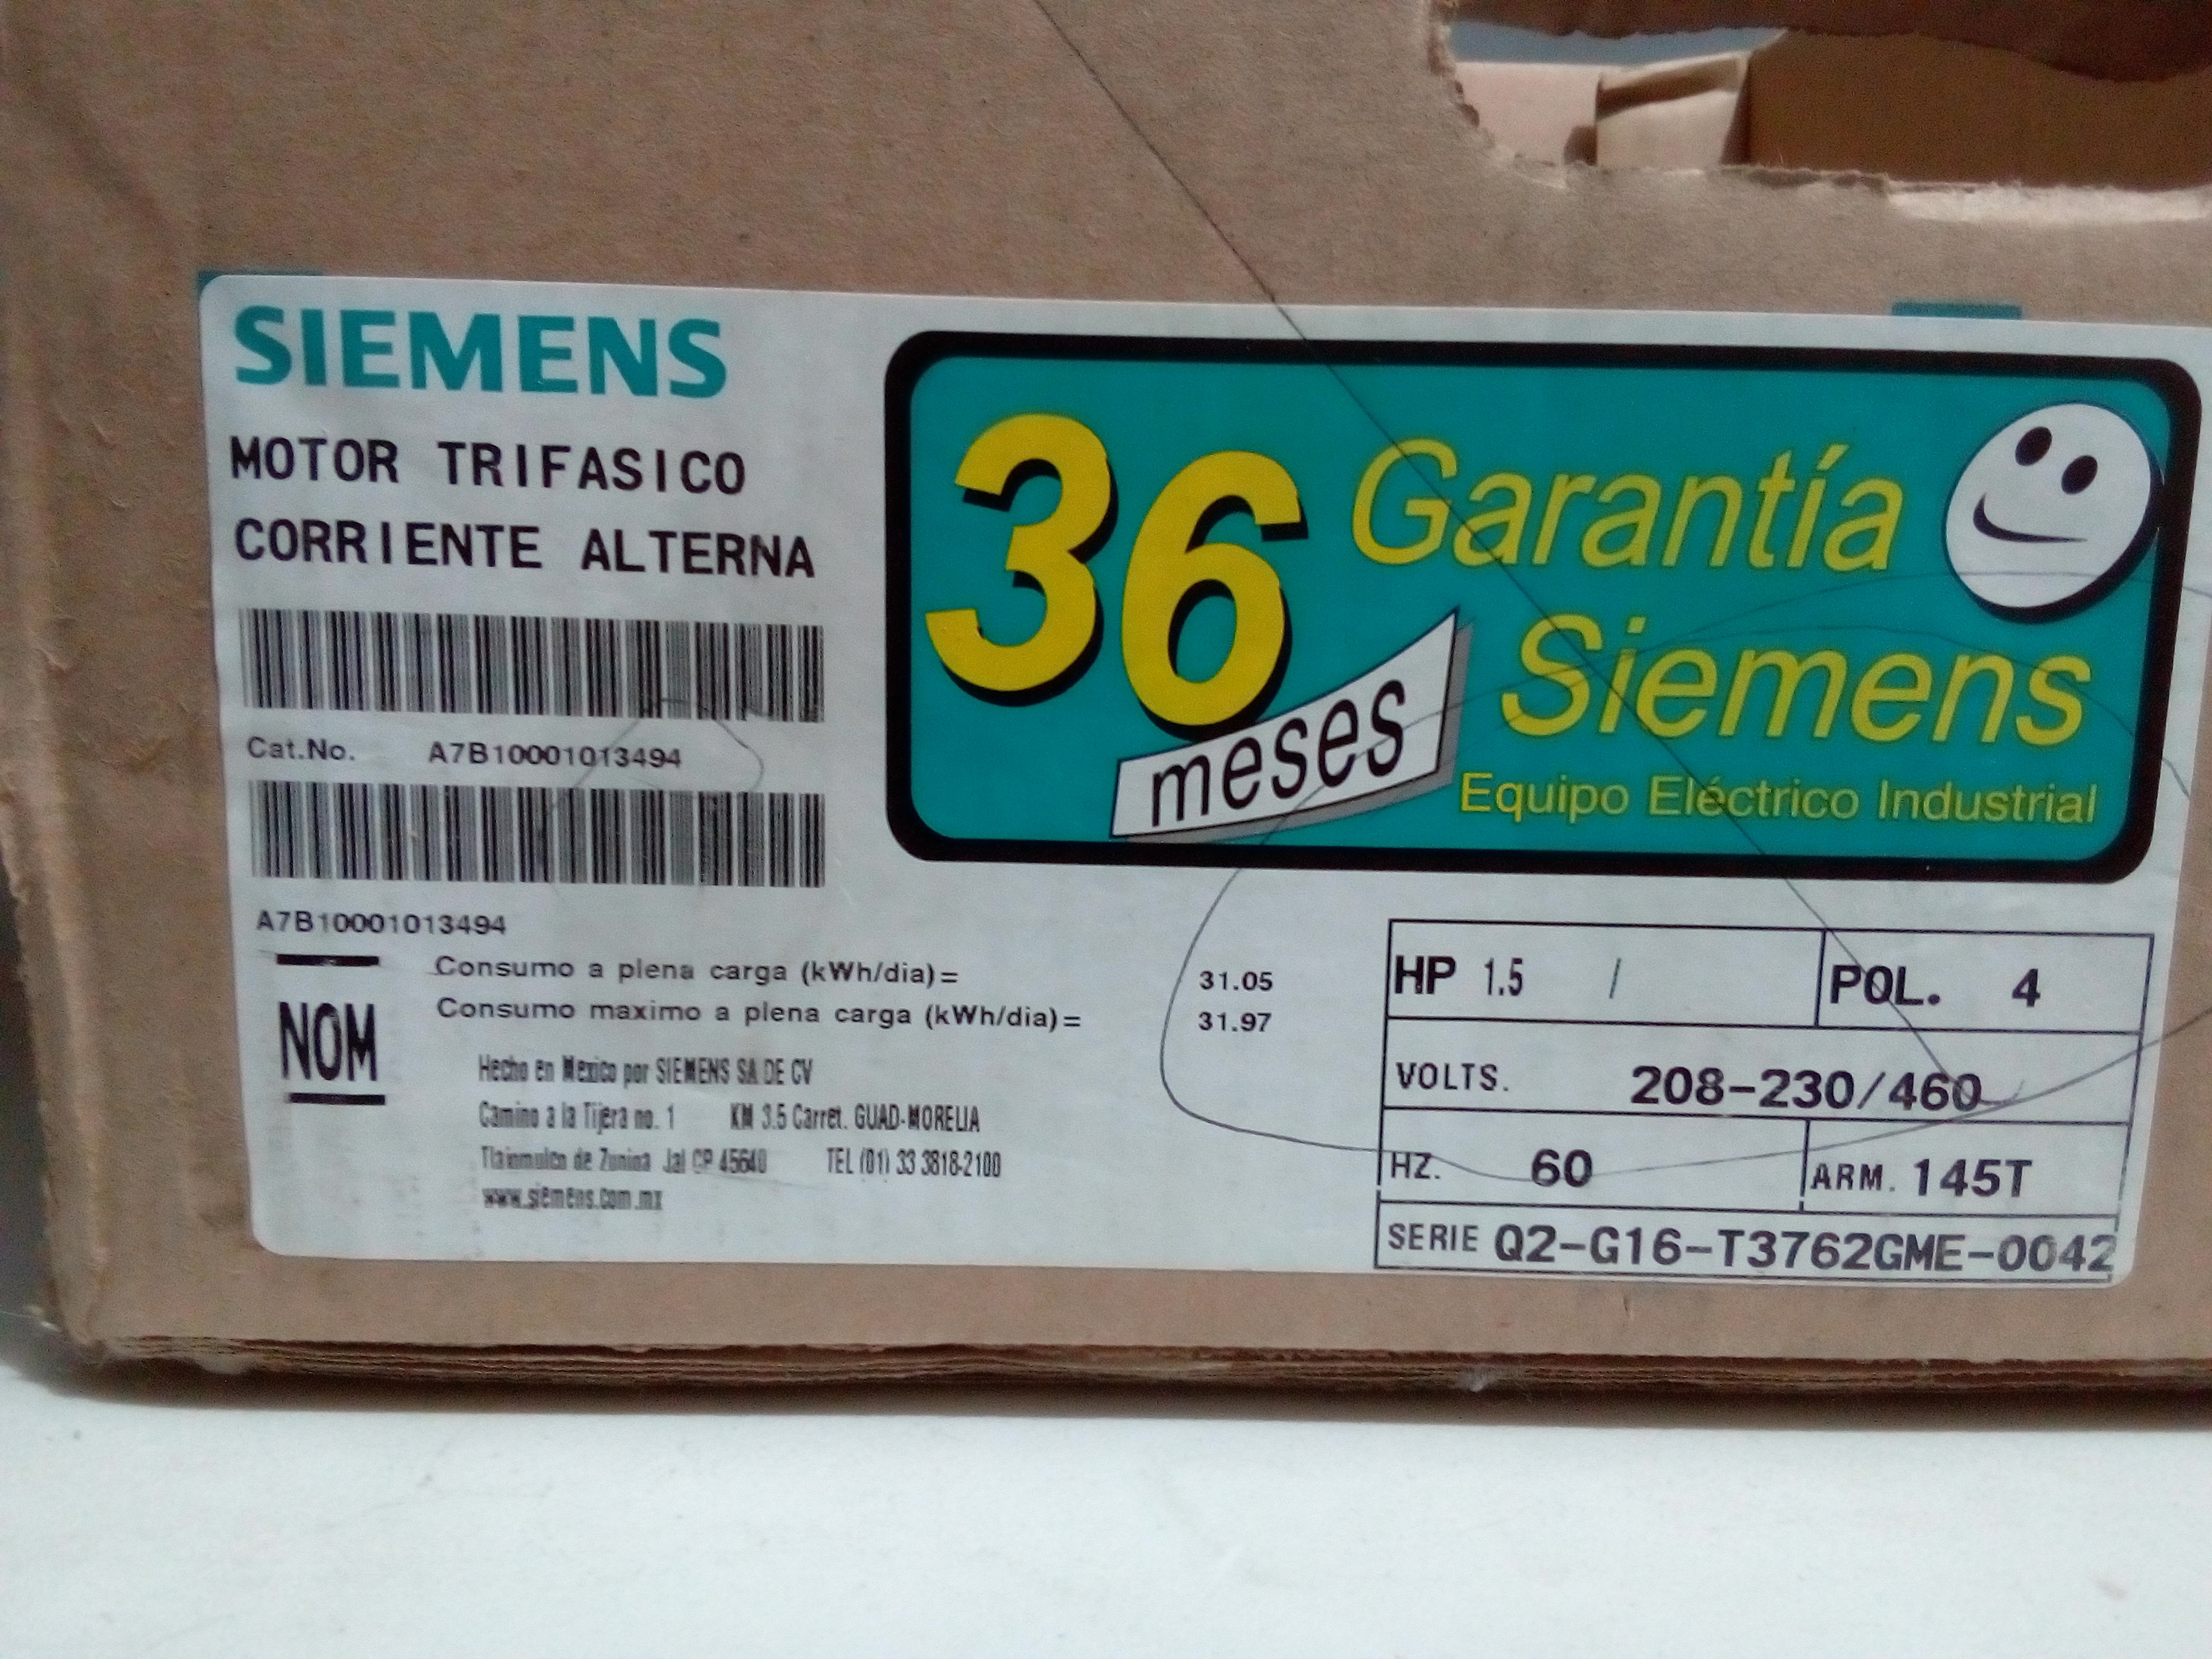 SIEMENS
MOTOR TRIFASICO
CORRIENTE ALTERNA
Cat.No. A7B10001013494
A7B10001013494
36 meses
Garantía
Siemens
Equipo Eléctrico Industrial
NOM
Consumo a plena carga (kWh/dia)= 31.05
Consumo maximo a plena carga (kWh/dia)= 31.97
Hecho en Mexico por SIEMENS SA DE CV
Camino a la Tijera no. 1 KM 3.5 Carret. GUAD-MORELIA
Tlajomulco de Zuniga Jal CP 45640 TEL (01) 33 3818-2100
www.siemens.com.mx
HP 1.5 / POL. 4
VOLTS. 208-230/460
HZ. 60 ARM. 145T
SERIE Q2-G16-T3762GME-0042